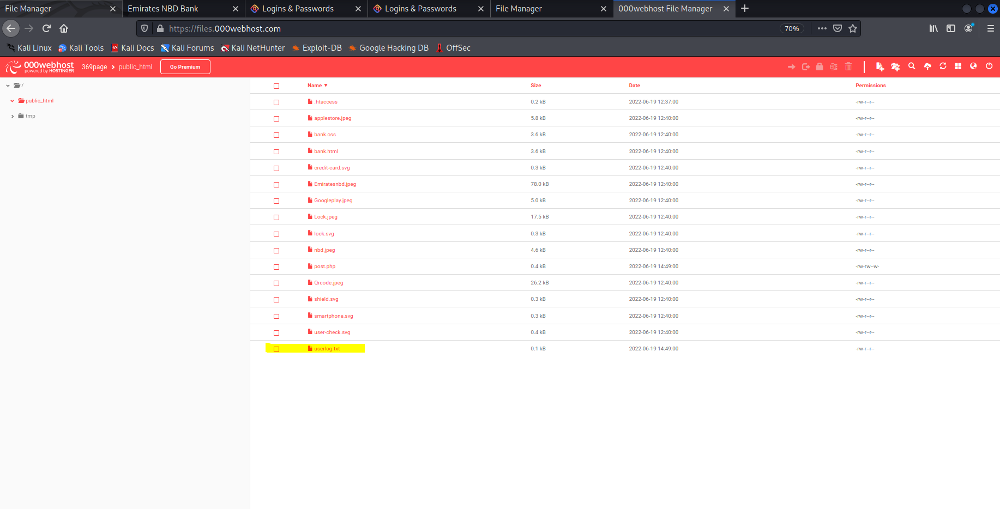 File Manager
Emirates NBD Bank
Logins & Passwords
Logins & Passwords
File Manager
000webhost File Manager
https://files.000webhost.com
70%
Kali Linux
Kali Tools
Kali Docs
Kali Forums
Kali NetHunter
Exploit-DB
Google Hacking DB
OffSec
000webhost
powered by HOSTINGER
369page > public_html
Go Premium
/
public_html
tmp
Name Size Date Permissions
.htaccess 0.2 kB 2022-06-19 12:37:00 -rw-r--r--
applestore.jpeg 5.8 kB 2022-06-19 12:40:00 -rw-r--r--
bank.css 3.6 kB 2022-06-19 12:40:00 -rw-r--r--
bank.html 3.6 kB 2022-06-19 12:40:00 -rw-r--r--
credit-card.svg 0.3 kB 2022-06-19 12:40:00 -rw-r--r--
Emiratesnbd.jpeg 78.0 kB 2022-06-19 12:40:00 -rw-r--r--
Googleplay.jpeg 5.0 kB 2022-06-19 12:40:00 -rw-r--r--
Lock.jpeg 17.5 kB 2022-06-19 12:40:00 -rw-r--r--
lock.svg 0.3 kB 2022-06-19 12:40:00 -rw-r--r--
nbd.jpeg 4.6 kB 2022-06-19 12:40:00 -rw-r--r--
post.php 0.4 kB 2022-06-19 14:49:00 -rw-rw--w-
Qrcode.jpeg 26.2 kB 2022-06-19 12:40:00 -rw-r--r--
shield.svg 0.3 kB 2022-06-19 12:40:00 -rw-r--r--
smartphone.svg 0.3 kB 2022-06-19 12:40:00 -rw-r--r--
user-check.svg 0.4 kB 2022-06-19 12:40:00 -rw-r--r--
userlog.txt 0.1 kB 2022-06-19 14:49:00 -rw-r--r--